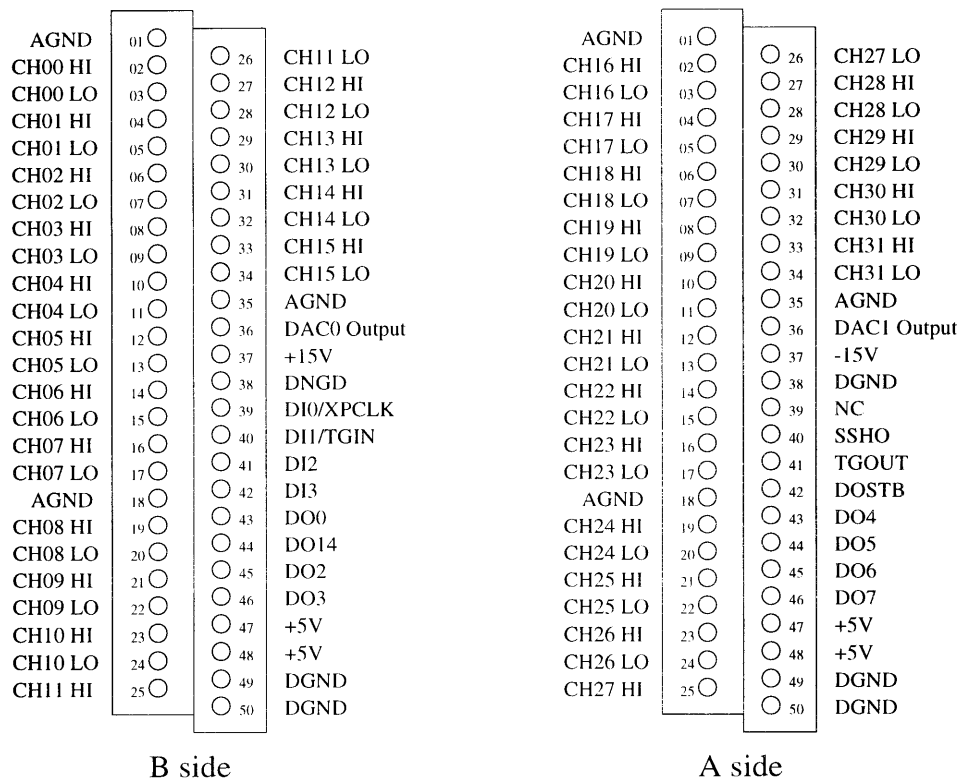 AGND 01
CH00 HI 02
CH00 LO 03
CH01 HI 04
CH01 LO 05
CH02 HI 06
CH02 LO 07
CH03 HI 08
CH03 LO 09
CH04 HI 10
CH04 LO 11
CH05 HI 12
CH05 LO 13
CH06 HI 14
CH06 LO 15
CH07 HI 16
CH07 LO 17
AGND 18
CH08 HI 19
CH08 LO 20
CH09 HI 21
CH09 LO 22
CH10 HI 23
CH10 LO 24
CH11 HI 25
26 CH11 LO
27 CH12 HI
28 CH12 LO
29 CH13 HI
30 CH13 LO
31 CH14 HI
32 CH14 LO
33 CH15 HI
34 CH15 LO
35 AGND
36 DAC0 Output
37 +15V
38 DNGD
39 DI0/XPCLK
40 DI1/TGIN
41 DI2
42 DI3
43 DO0
44 DO14
45 DO2
46 DO3
47 +5V
48 +5V
49 DGND
50 DGND
B side
AGND 01
CH16 HI 02
CH16 LO 03
CH17 HI 04
CH17 LO 05
CH18 HI 06
CH18 LO 07
CH19 HI 08
CH19 LO 09
CH20 HI 10
CH20 LO 11
CH21 HI 12
CH21 LO 13
CH22 HI 14
CH22 LO 15
CH23 HI 16
CH23 LO 17
AGND 18
CH24 HI 19
CH24 LO 20
CH25 HI 21
CH25 LO 22
CH26 HI 23
CH26 LO 24
CH27 HI 25
26 CH27 LO
27 CH28 HI
28 CH28 LO
29 CH29 HI
30 CH29 LO
31 CH30 HI
32 CH30 LO
33 CH31 HI
34 CH31 LO
35 AGND
36 DAC1 Output
37 -15V
38 DGND
39 NC
40 SSHO
41 TGOUT
42 DOSTB
43 DO4
44 DO5
45 DO6
46 DO7
47 +5V
48 +5V
49 DGND
50 DGND
A side